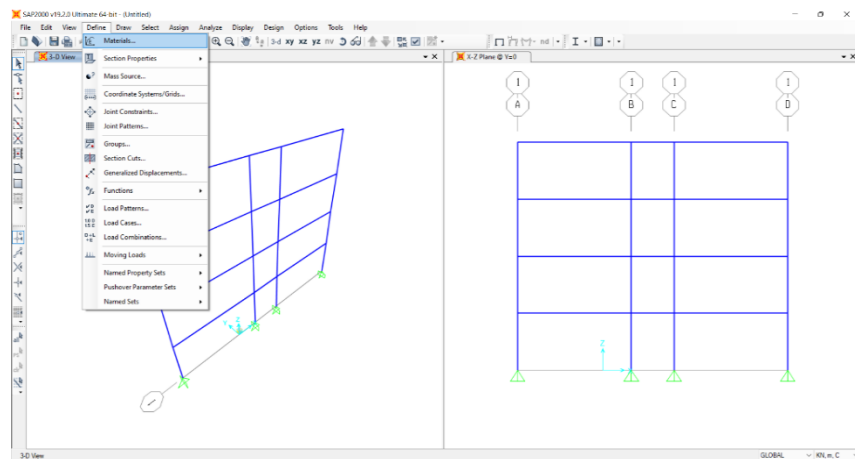 SAP2000 v19.2.0 Ultimate 64-bit - (Untitled)
File Edit View Define Draw Select Assign Analyze Display Design Options Tools Help
3-d xy xz yz nv
nd
3-D View
X-Z Plane @ Y=0
Materials...
Section Properties
Mass Source...
Coordinate Systems/Grids...
Joint Constraints...
Joint Patterns...
Groups...
Section Cuts...
Generalized Displacements...
Functions
Load Patterns...
Load Cases...
Load Combinations...
Moving Loads
Named Property Sets
Pushover Parameter Sets
Named Sets
1 1 1 1
A B C D
Z
3-D View
GLOBAL
KN, m, C